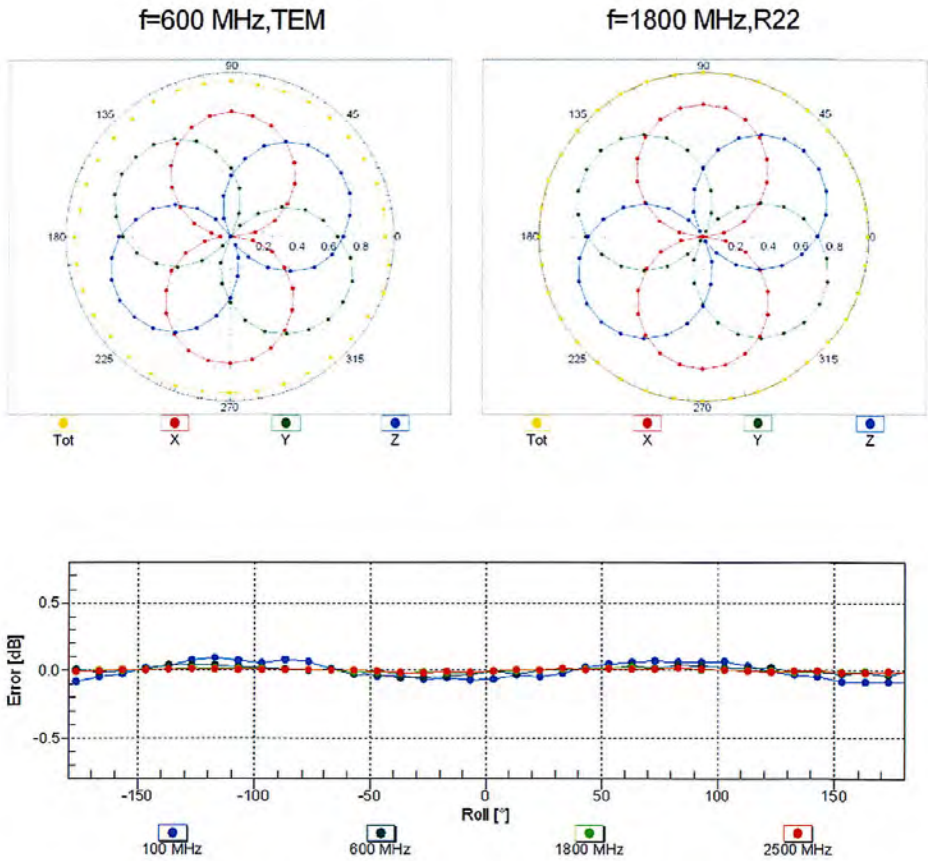 f=600 MHz,TEM
f=1800 MHz,R22
90
135
45
180
0.2
0.4
0.6
0.8
0
225
315
270
Tot
X
Y
Z
90
135
45
180
0.2
0.4
0.6
0.8
0
225
315
270
Tot
X
Y
Z
Error [dB]
0.5
0.0
-0.5
-150
-100
-50
0
50
100
150
Roll [°]
100 MHz
600 MHz
1800 MHz
2500 MHz